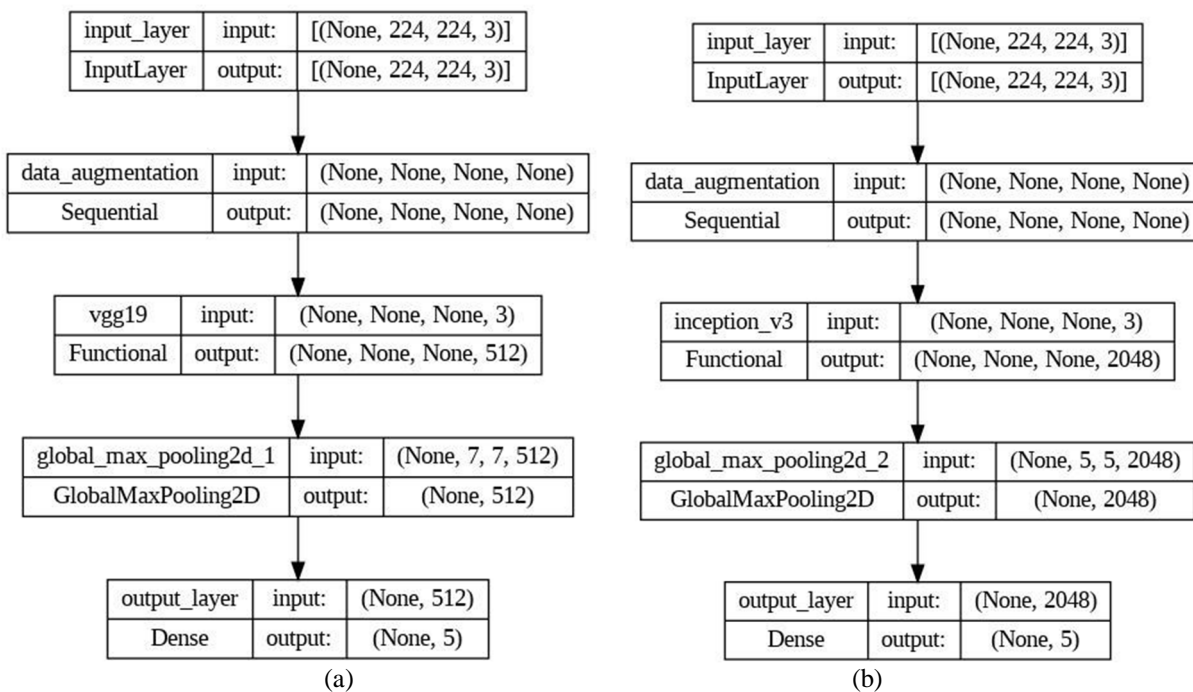 input_layer input: [(None, 224, 224, 3)]
InputLayer output: [(None, 224, 224, 3)]
data_augmentation input: (None, None, None, None)
Sequential output: (None, None, None, None)
vgg19 input: (None, None, None, 3)
Functional output: (None, None, None, 512)
global_max_pooling2d_1 input: (None, 7, 7, 512)
GlobalMaxPooling2D output: (None, 512)
output_layer input: (None, 512)
Dense output: (None, 5)
(a)
input_layer input: [(None, 224, 224, 3)]
InputLayer output: [(None, 224, 224, 3)]
data_augmentation input: (None, None, None, None)
Sequential output: (None, None, None, None)
inception_v3 input: (None, None, None, 3)
Functional output: (None, None, None, 2048)
global_max_pooling2d_2 input: (None, 5, 5, 2048)
GlobalMaxPooling2D output: (None, 2048)
output_layer input: (None, 2048)
Dense output: (None, 5)
(b)